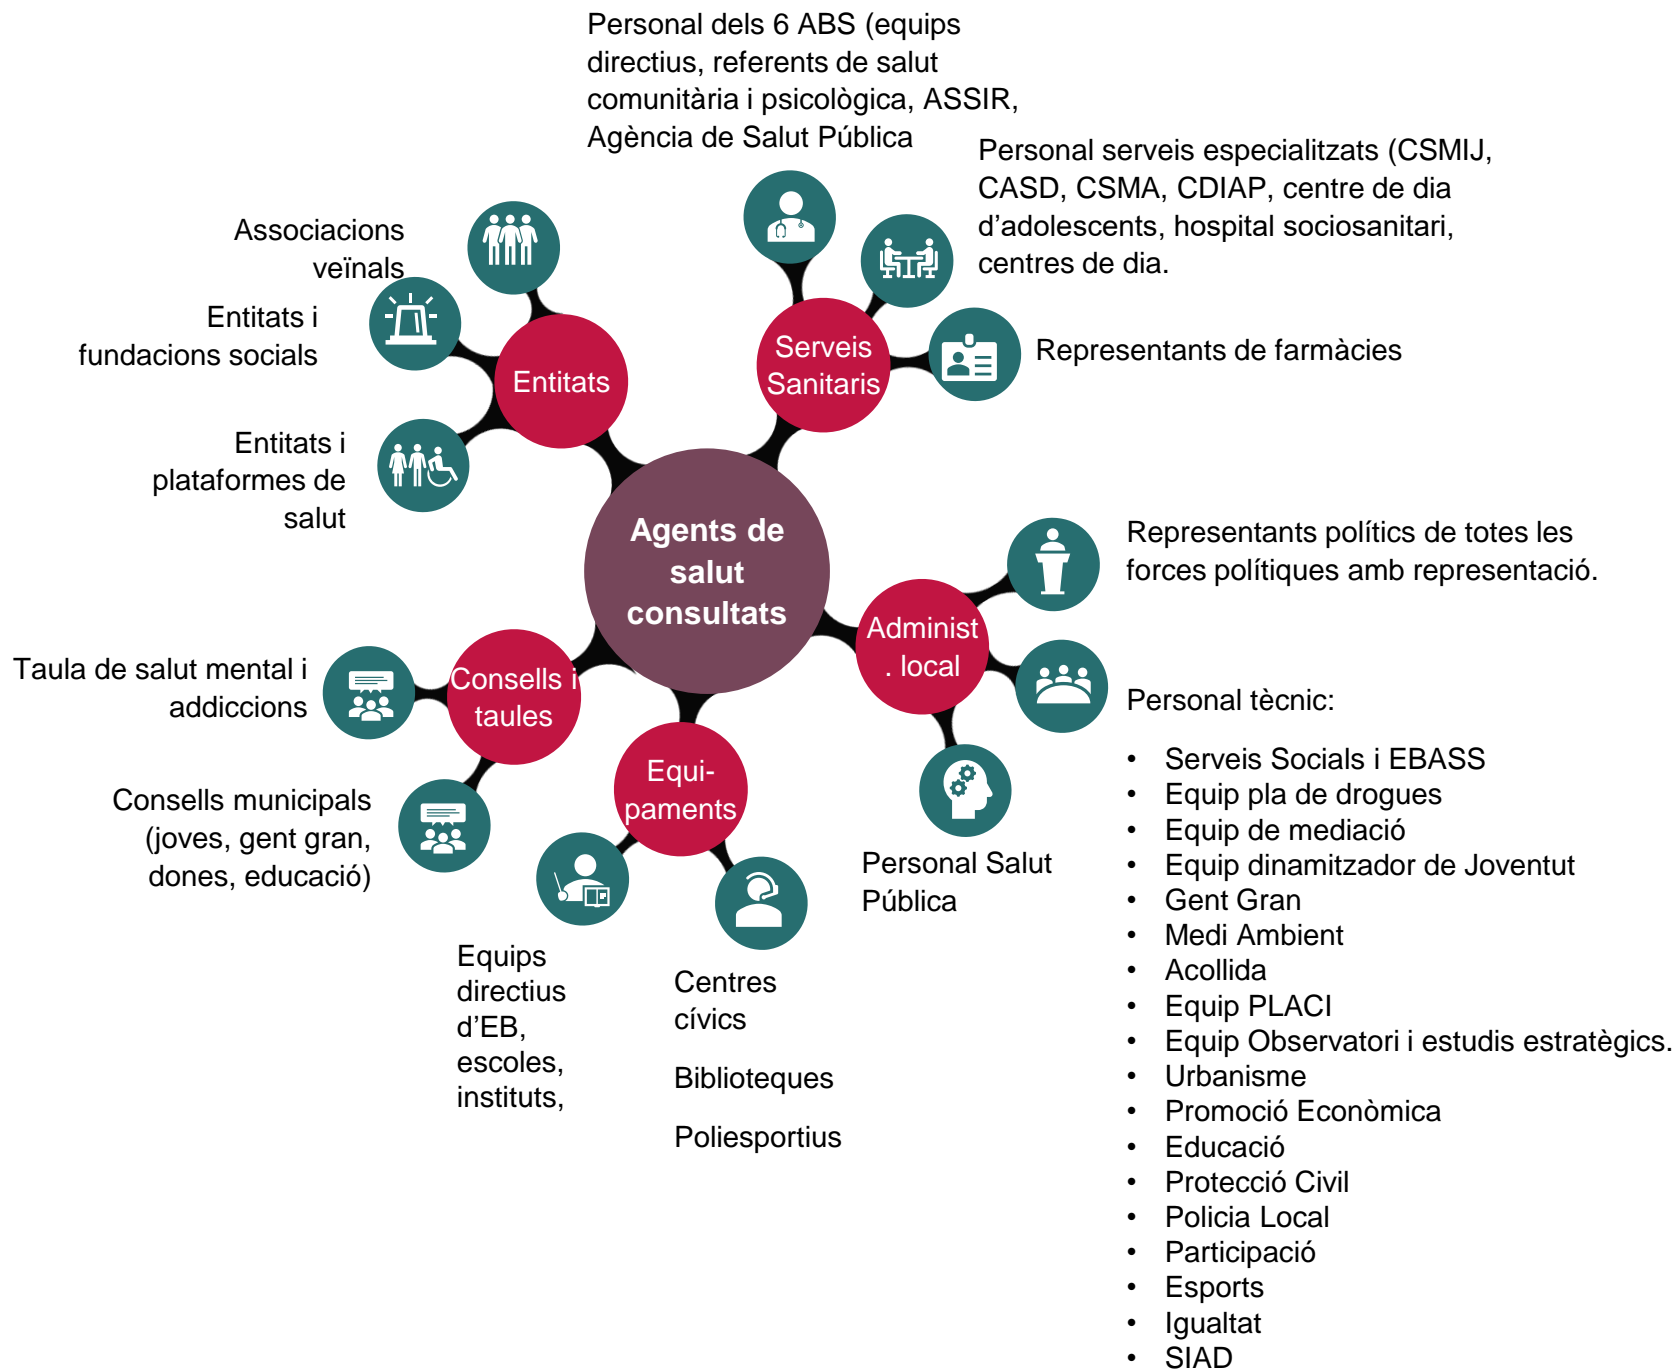 Personal dels 6 ABS (equips
directius, referents de salut
comunitària i psicològica, ASSIR,
Agència de Salut Pública
Personal serveis especialitzats (CSMIJ,
CASD, CSMA, CDIAP, centre de dia
d’adolescents, hospital sociosanitari,
centres de dia.
Representants de farmàcies
Serveis
Sanitaris
Associacions
veïnals
Entitats i
fundacions socials
Entitats i
plataformes de
salut
Entitats
Agents de
salut
consultats
Representants polítics de totes les
forces polítiques amb representació.
Administ
. local
Personal tècnic:
• Serveis Socials i EBASS
• Equip pla de drogues
• Equip de mediació
• Equip dinamitzador de Joventut
• Gent Gran
• Medi Ambient
• Acollida
• Equip PLACI
• Equip Observatori i estudis estratègics.
• Urbanisme
• Promoció Econòmica
• Educació
• Protecció Civil
• Policia Local
• Participació
• Esports
• Igualtat
• SIAD
Personal Salut
Pública
Taula de salut mental i
addiccions
Consells i
taules
Consells municipals
(joves, gent gran,
dones, educació)
Equi-
paments
Equips
directius
d’EB,
escoles,
instituts,
Centres
cívics
Biblioteques
Poliesportius